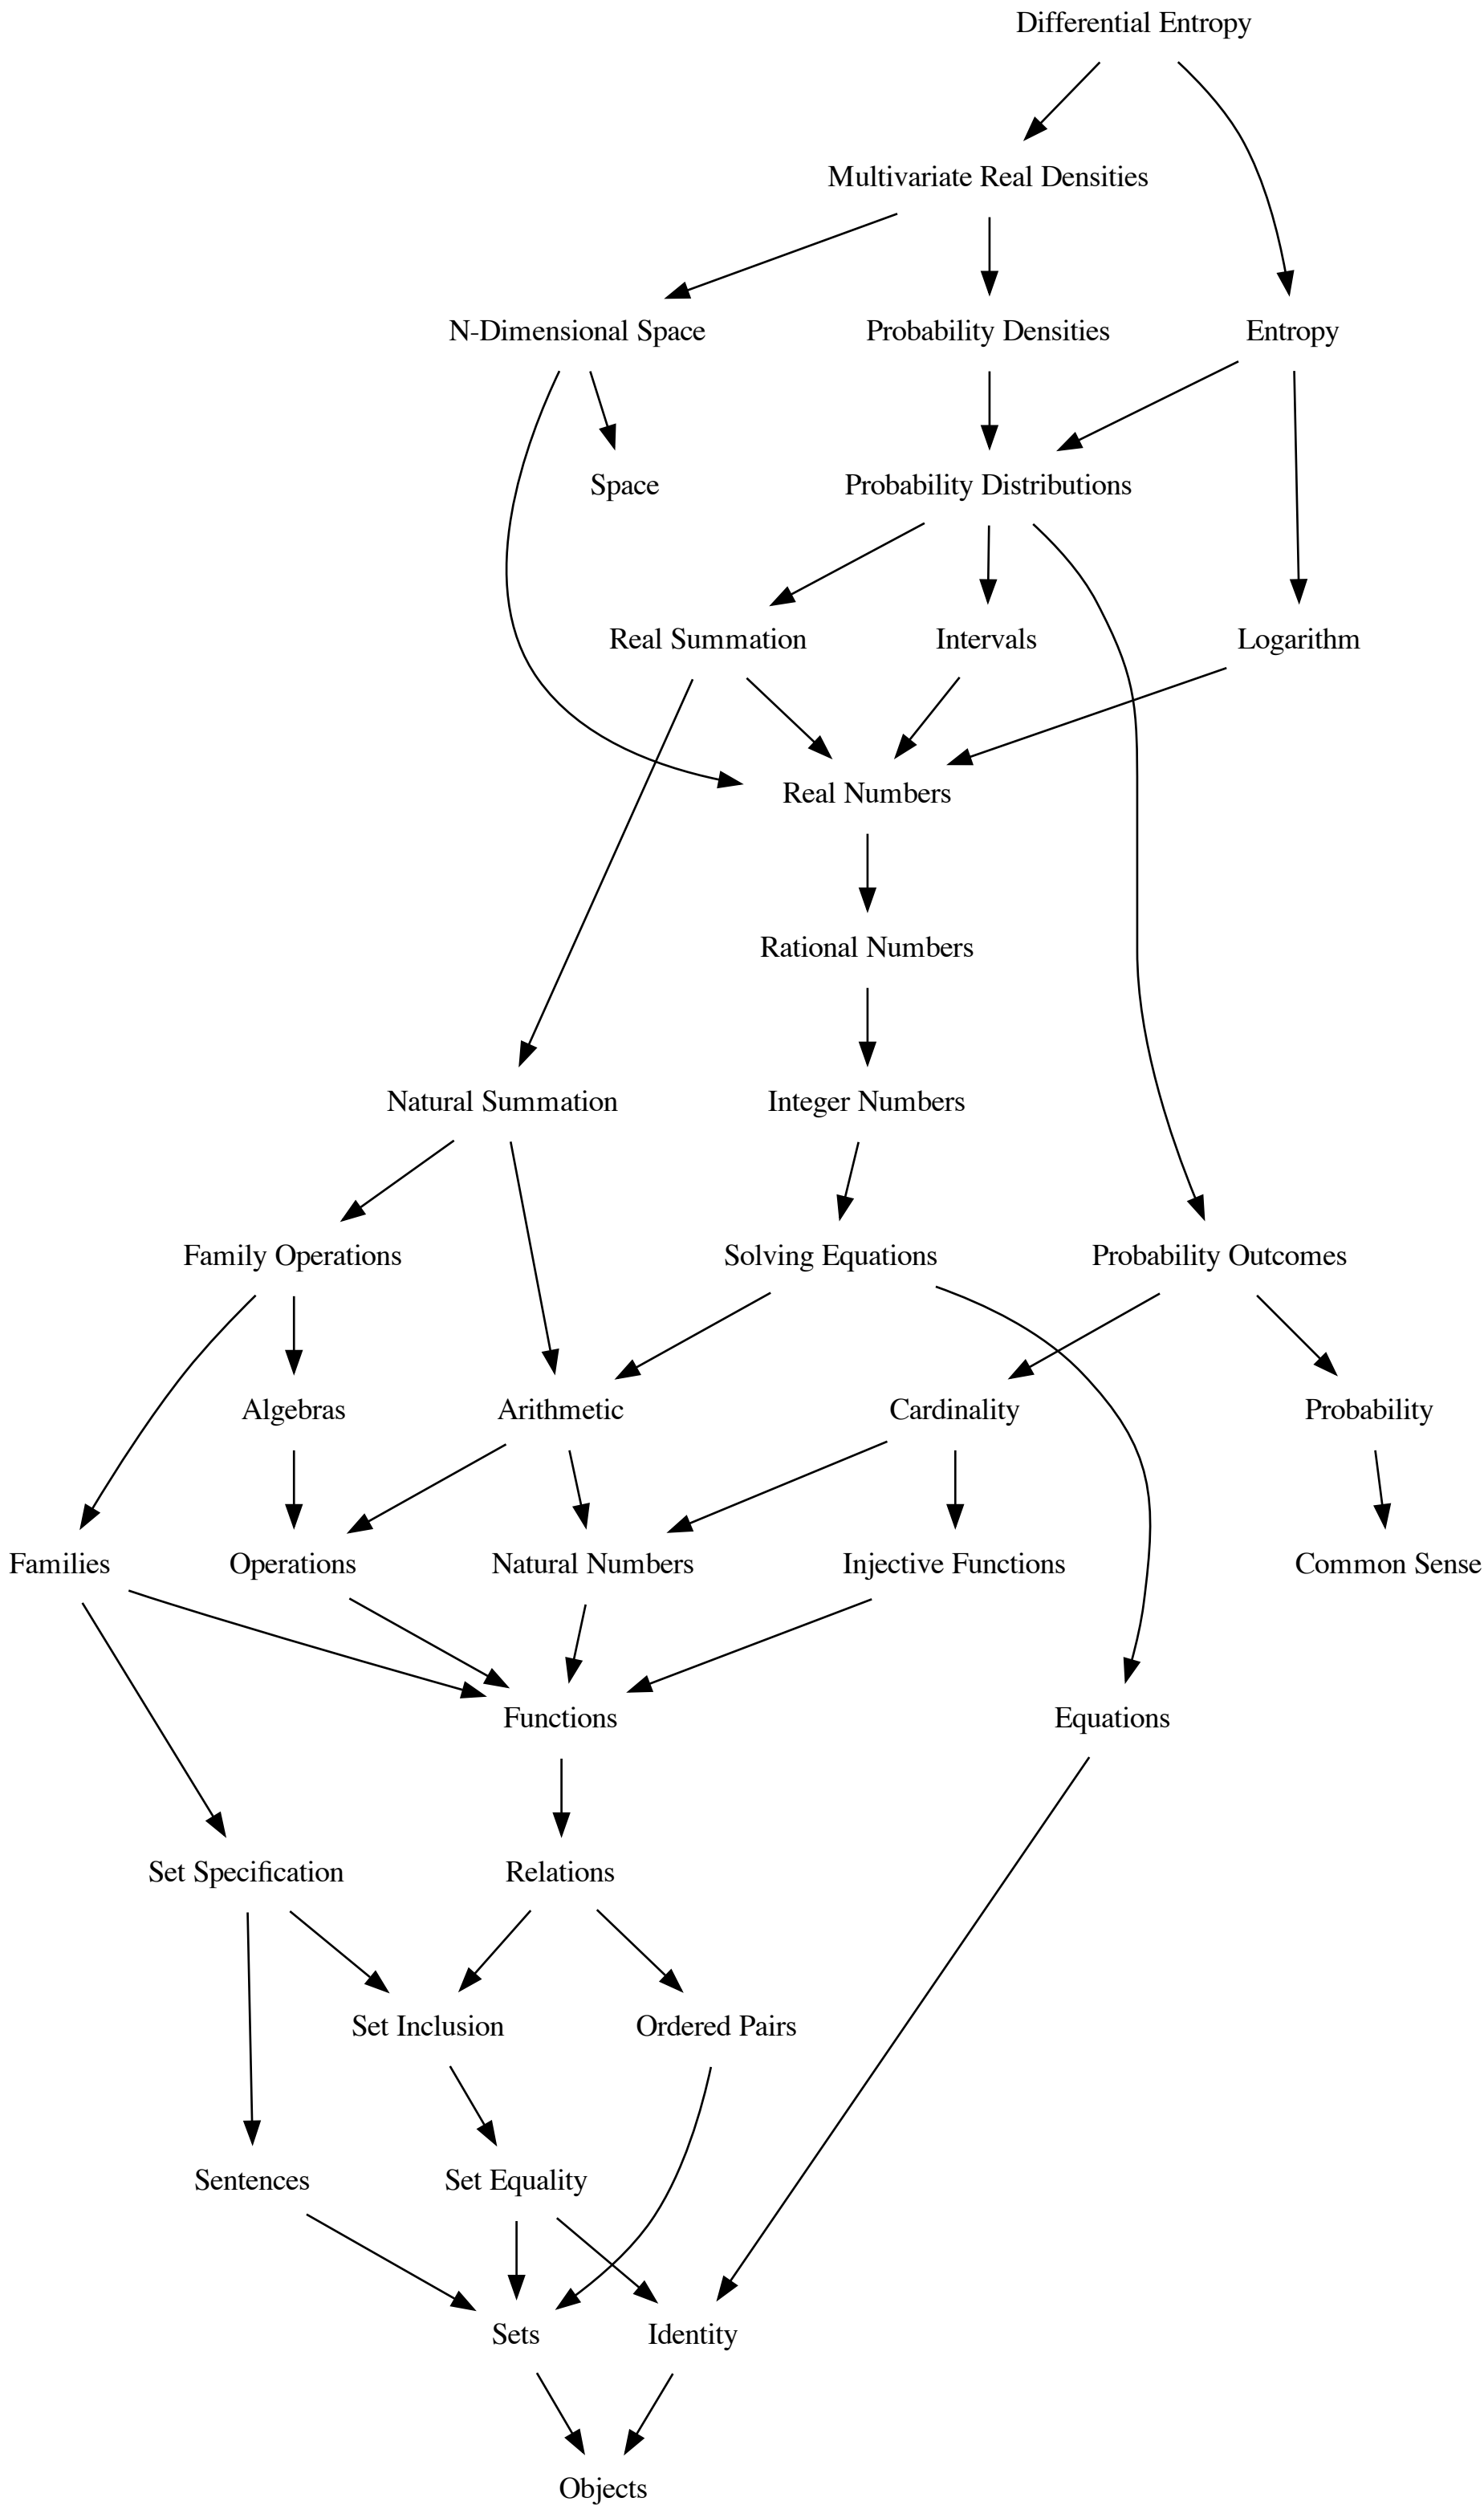 Differential Entropy
Multivariate Real Densities
N-Dimensional Space
Probability Densities
Entropy
Space
Probability Distributions
Real Summation
Intervals
Logarithm
Real Numbers
Rational Numbers
Natural Summation
Integer Numbers
Family Operations
Solving Equations
Probability Outcomes
Algebras
Arithmetic
Cardinality
Probability
Families
Operations
Natural Numbers
Injective Functions
Common Sense
Functions
Equations
Set Specification
Relations
Set Inclusion
Ordered Pairs
Sentences
Set Equality
Sets
Identity
Objects